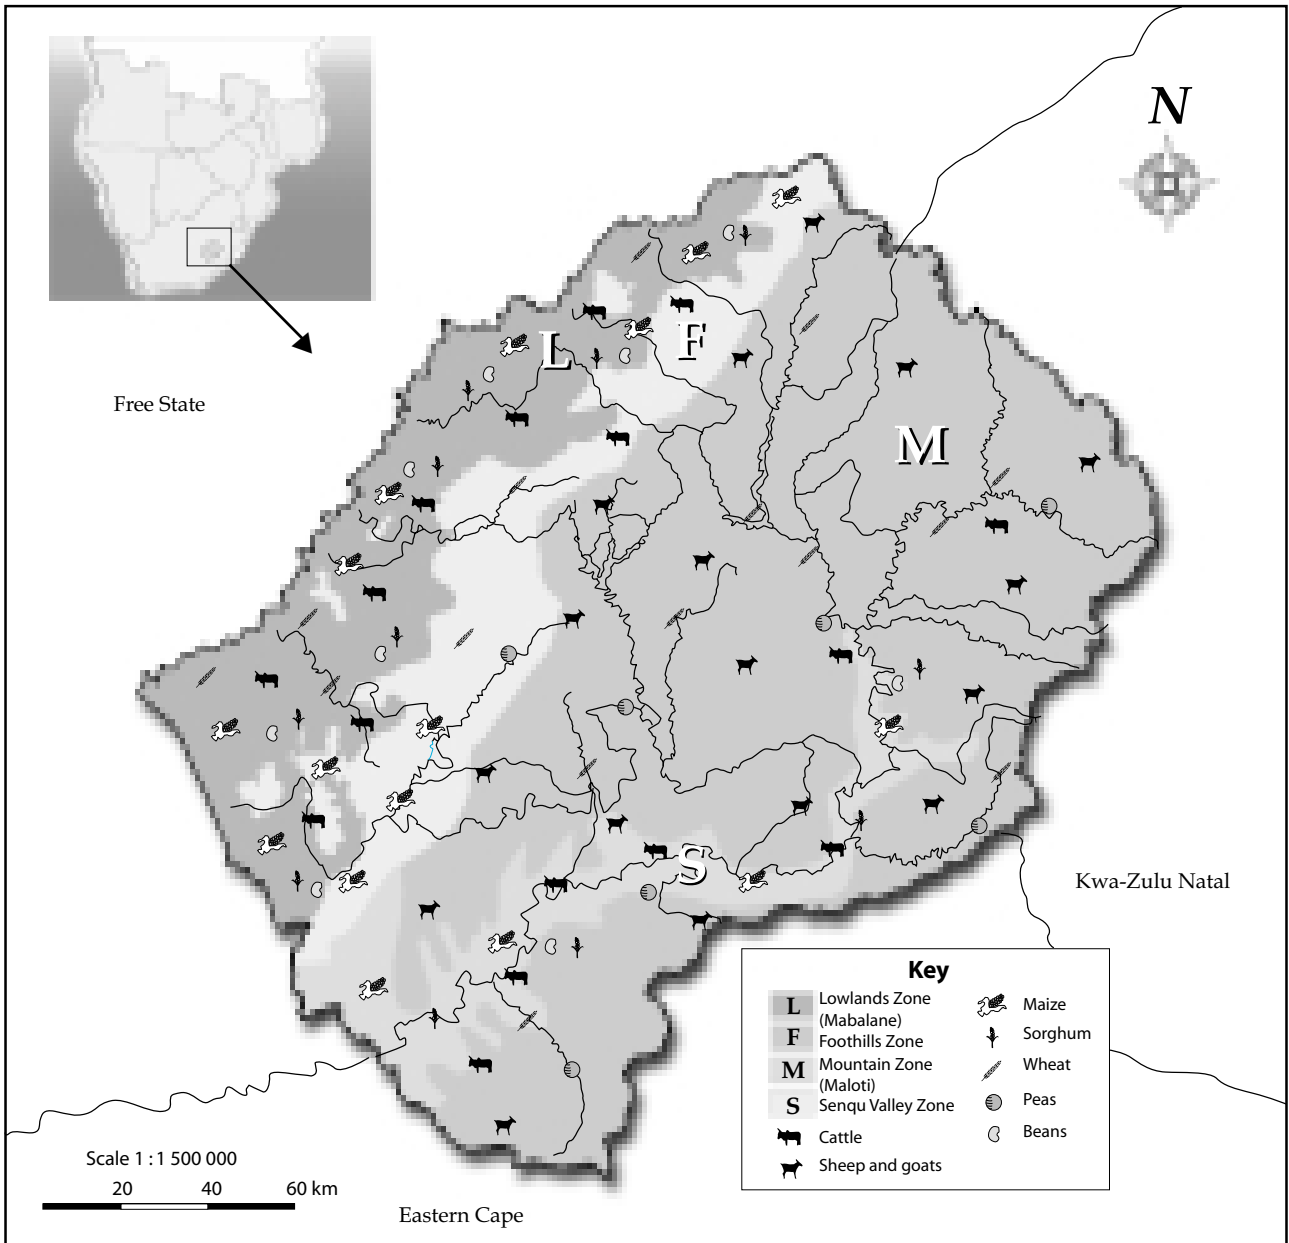 N
L
F
Free State
M
S
Kwa-Zulu Natal
Key
L Lowlands Zone
(Mabalane)
F Foothills Zone
M Mountain Zone
(Maloti)
S Senqu Valley Zone
Cattle
Sheep and goats
Maize
Sorghum
Wheat
Peas
Beans
Scale 1 : 1 500 000
20 40 60 km
Eastern Cape